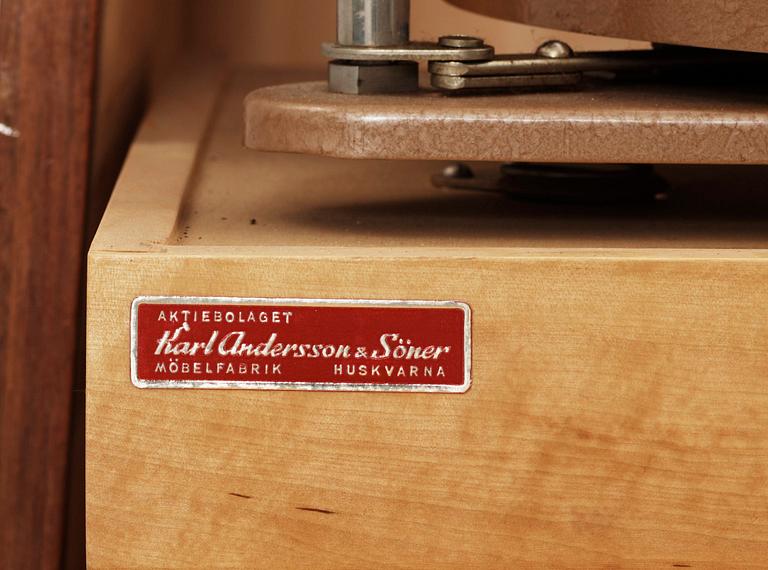 AKTIEBOLAGET
Karl Andersson & Söner
MÖBELFABRIK HUSKVARNA